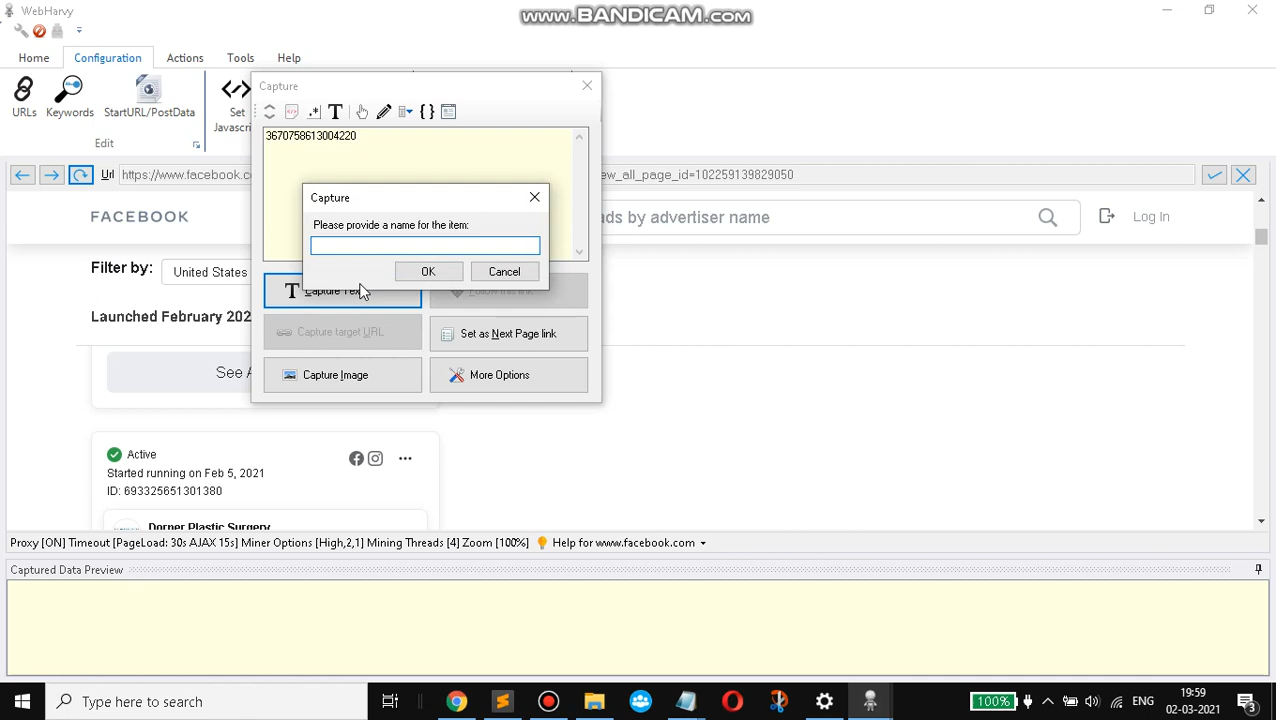 WebHarvy
www.BANDICAM.com
Home
Configuration
Actions
Tools
Help
URLs
Keywords
StartURL/PostData
Set
Javascri
Edit
Capture
3670758613004220
Capture
Please provide a name for the item:
OK
Cancel
Capture Tex
Follow this link
Capture target URL
Set as Next Page link
Capture Image
More Options
Url
https://www.facebook.c
ew_all_page_id=102259139829050
FACEBOOK
ads by advertiser name
Log In
Filter by:
United States
Launched February 202
See A
Active
Started running on Feb 5, 2021
ID: 693325651301380
Dorner Plastic Surgery
Proxy [ON] Timeout [PageLoad: 30s AJAX 15s] Miner Options [High,2,1] Mining Threads [4] Zoom [100%]
Help for www.facebook.com
Captured Data Preview
Type here to search
100%
ENG
19:59
02-03-2021
3